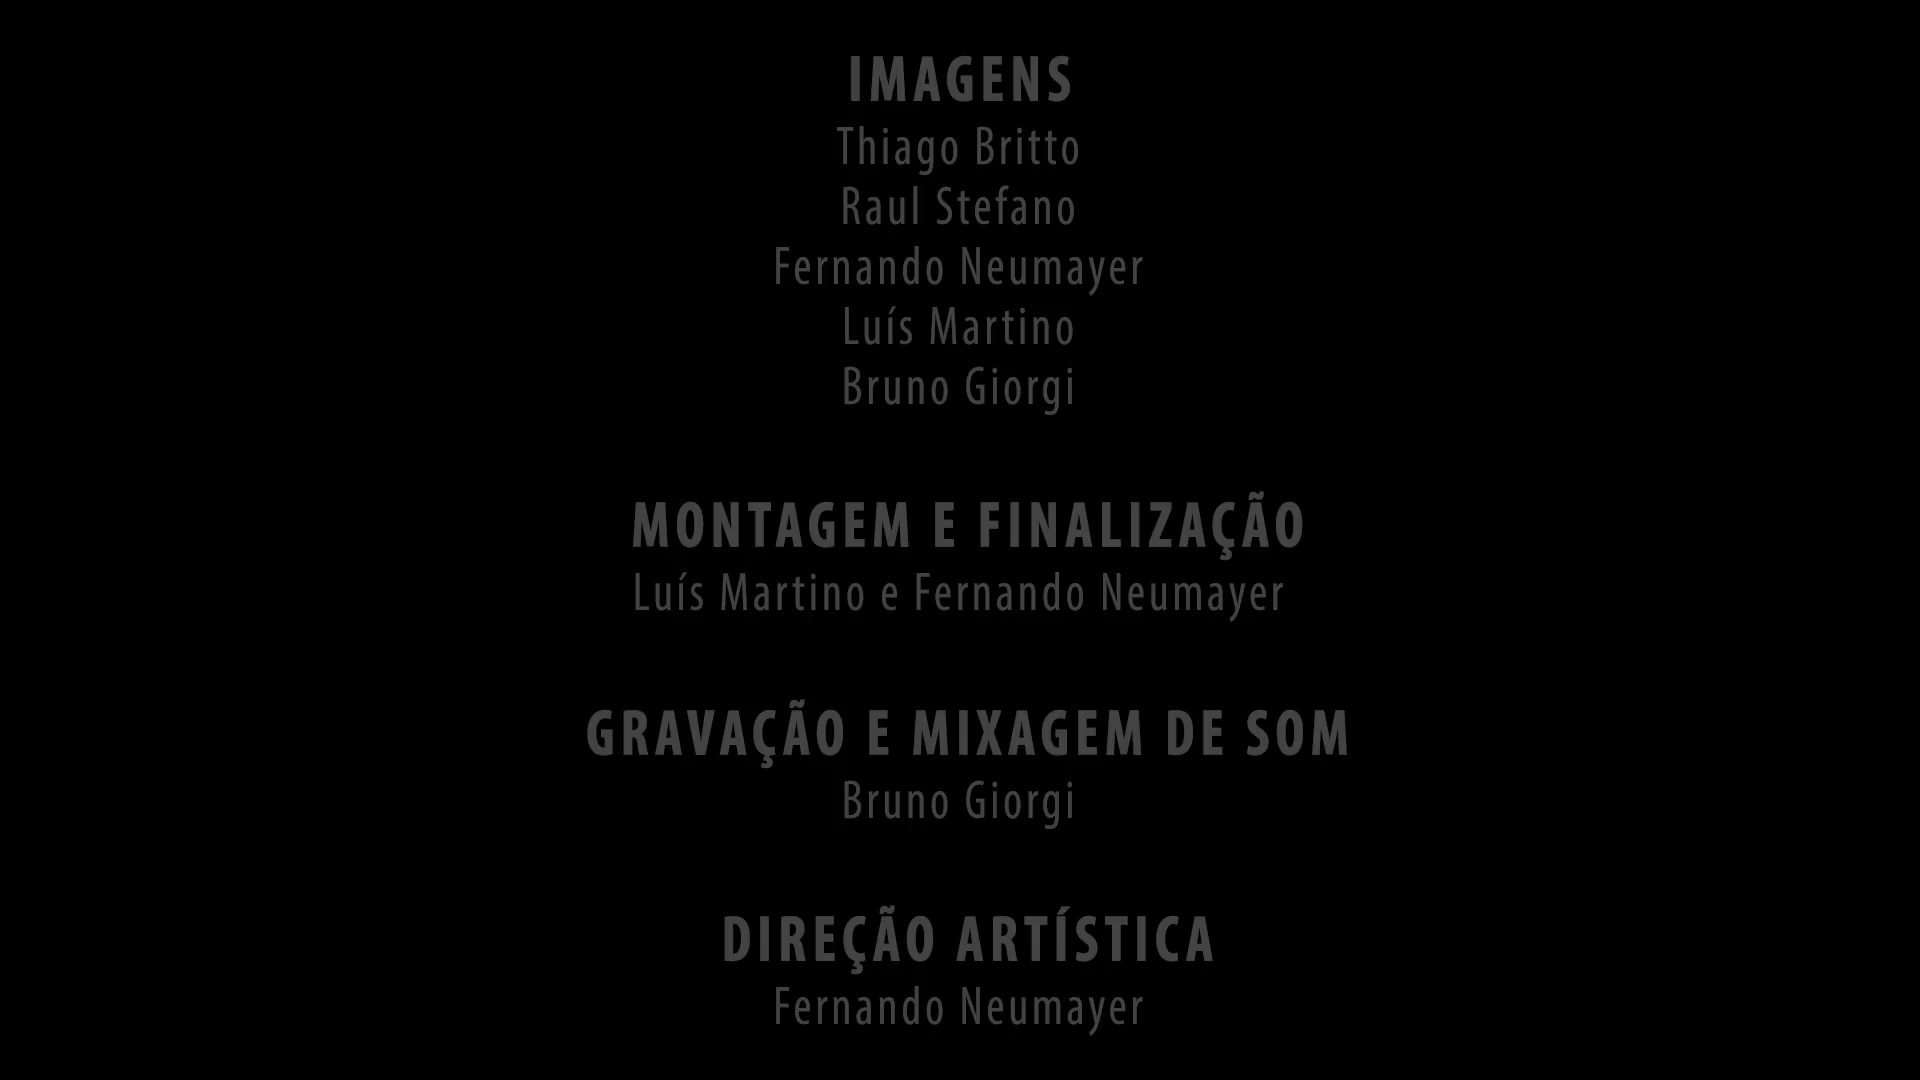 IMAGENS
Thiago Britto
Raul Stefano
Fernando Neumayer
Luís Martino
Bruno Giorgi
MONTAGEM E FINALIZAÇÃO
Luís Martino e Fernando Neumayer
GRAVAÇÃO E MIXAGEM DE SOM
Bruno Giorgi
DIREÇÃO ARTÍSTICA
Fernando Neumayer